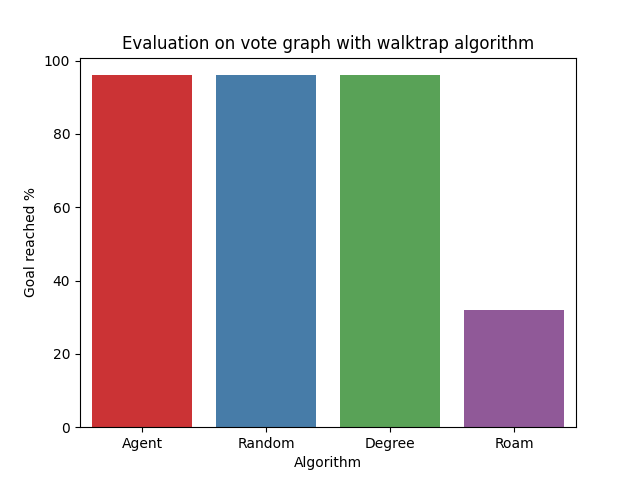 Evaluation on vote graph with walktrap algorithm
100
80
60
40
20
0
Goal reached %
Agent
Random
Degree
Roam
Algorithm